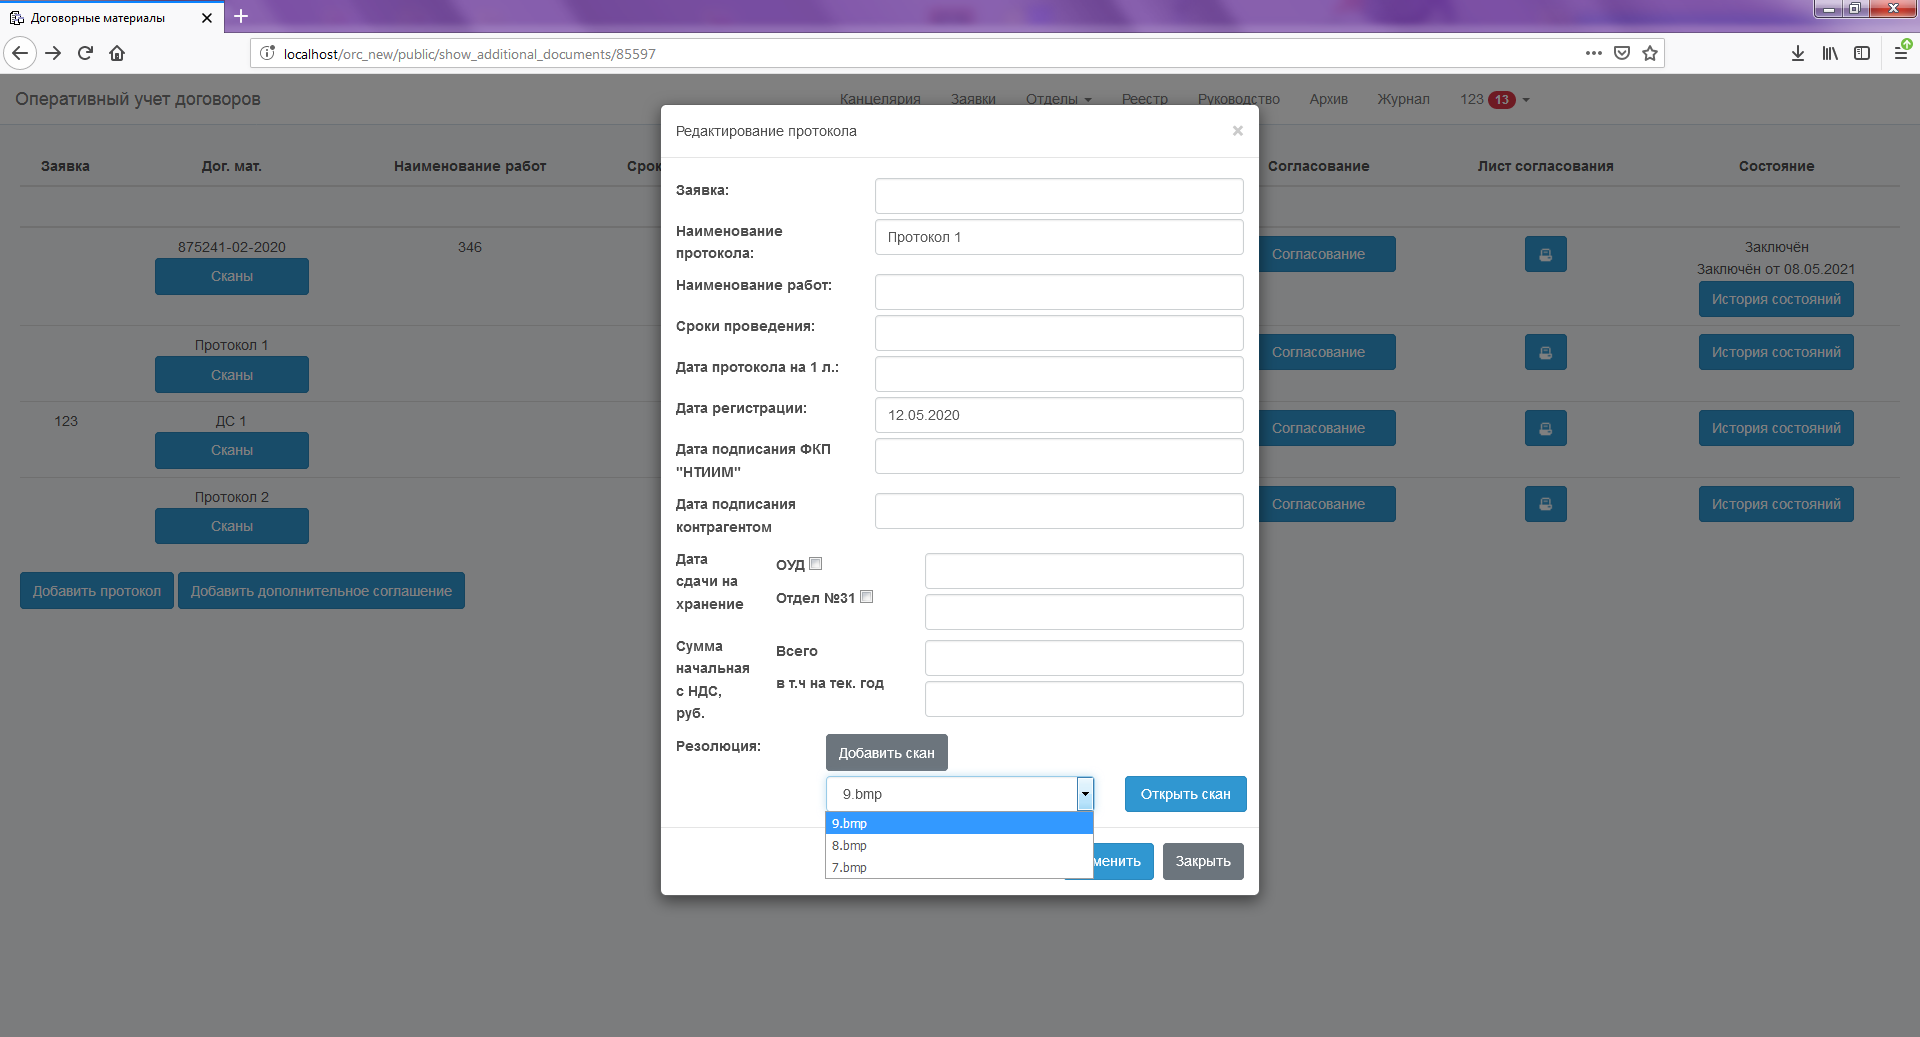 Договорные материалы
localhost/orc_new/public/show_additional_documents/85597
Оперативный учет договоров
Канцелярия Заявки Отделы Реестр Руководство Архив Журнал 123 13
Редактирование протокола
×
Заявка Дог. мат. Наименование работ Срок Согласование Лист согласования Состояние
875241-02-2020 346
Сканы
Согласование
Заключён
Заключён от 08.05.2021
История состояний
Протокол 1
Сканы
Согласование
История состояний
123 ДС 1
Сканы
Согласование
История состояний
Протокол 2
Сканы
Согласование
История состояний
Добавить протокол Добавить дополнительное соглашение
Заявка:
Наименование
протокола:
Протокол 1
Наименование работ:
Сроки проведения:
Дата протокола на 1 л.:
Дата регистрации:
12.05.2020
Дата подписания ФКП
"НТИИМ"
Дата подписания
контрагентом
Дата
сдачи на
хранение
ОУД
Отдел №31
Сумма
начальная
с НДС,
руб.
Всего
в т.ч на тек. год
Резолюция:
Добавить скан
9.bmp
Открыть скан
9.bmp
8.bmp
7.bmp
менить
Закрыть